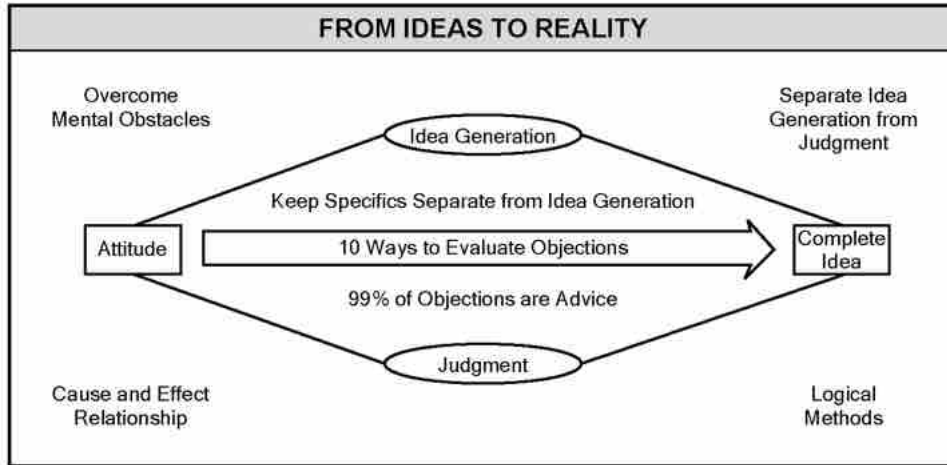 FROM IDEAS TO REALITY
Overcome
Mental Obstacles
Separate Idea
Generation from
Judgment
Idea Generation
Keep Specifics Separate from Idea Generation
Attitude
10 Ways to Evaluate Objections
Complete
Idea
99% of Objections are Advice
Judgment
Cause and Effect
Relationship
Logical
Methods